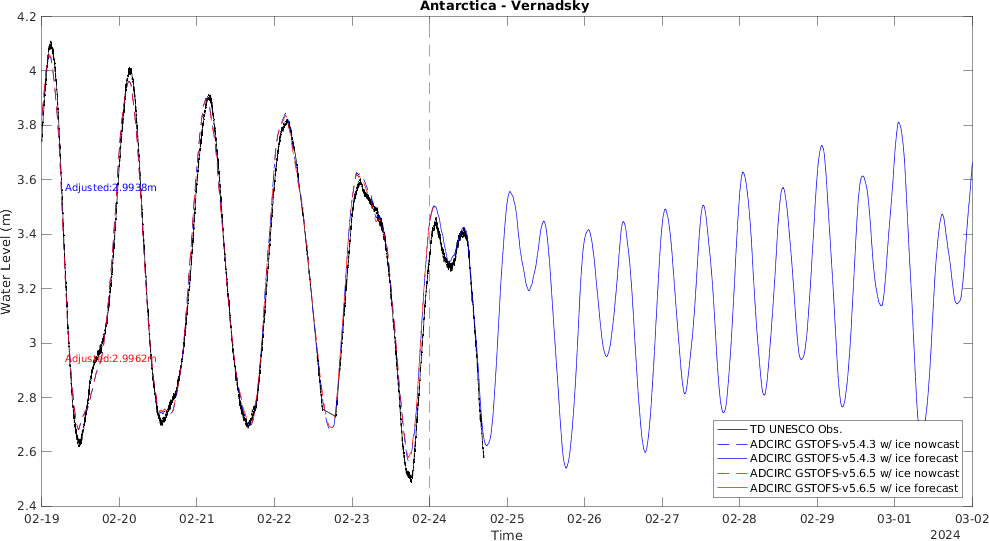 Antarctica - Vernadsky
4.2
4
3.8
3.6
3.4
3.2
3
2.8
2.6
2.4
Water Level (m)
Adjusted:2.9938m
Adjusted:2.9962m
TD UNESCO Obs.
ADCIRC GSTOFS-v5.4.3 w/ ice nowcast
ADCIRC GSTOFS-v5.4.3 w/ ice forecast
ADCIRC GSTOFS-v5.6.5 w/ ice nowcast
ADCIRC GSTOFS-v5.6.5 w/ ice forecast
02-19 02-20 02-21 02-22 02-23 02-24 02-25 02-26 02-27 02-28 02-29 03-01 03-02
Time
2024